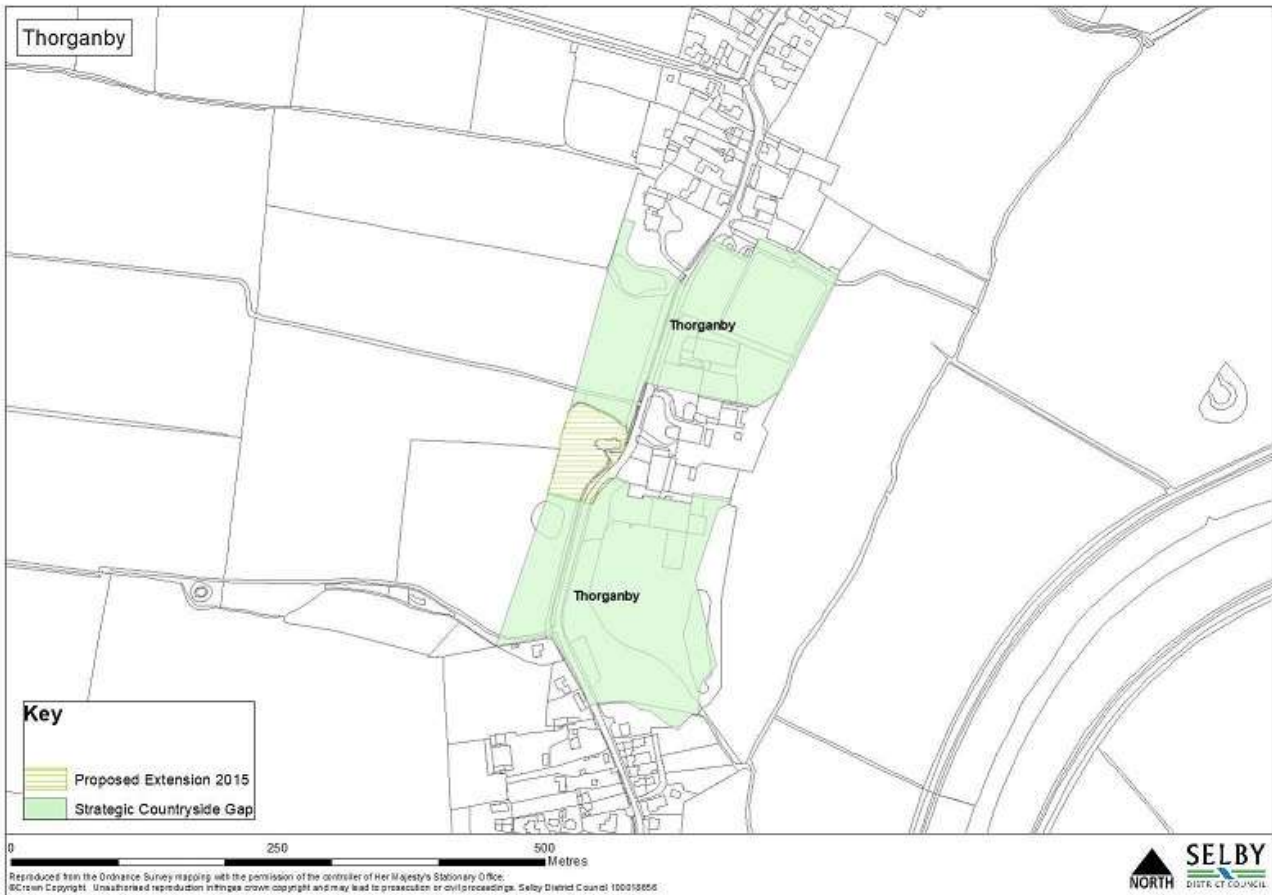 Thorganby
Thorganby
Thorganby
Key
Proposed Extension 2015
Strategic Countryside Gap
0 250 500
Metres
Reproduced from the Ordnance Survey mapping with the permission of the controller of Her Majesty's Stationary Office.
©Crown Copyright. Unauthorised reproduction infringes crown copyright and may lead to prosecution or civil proceedings. Selby District Council 100018656
NORTH
SELBY
DISTRICT COUNCIL